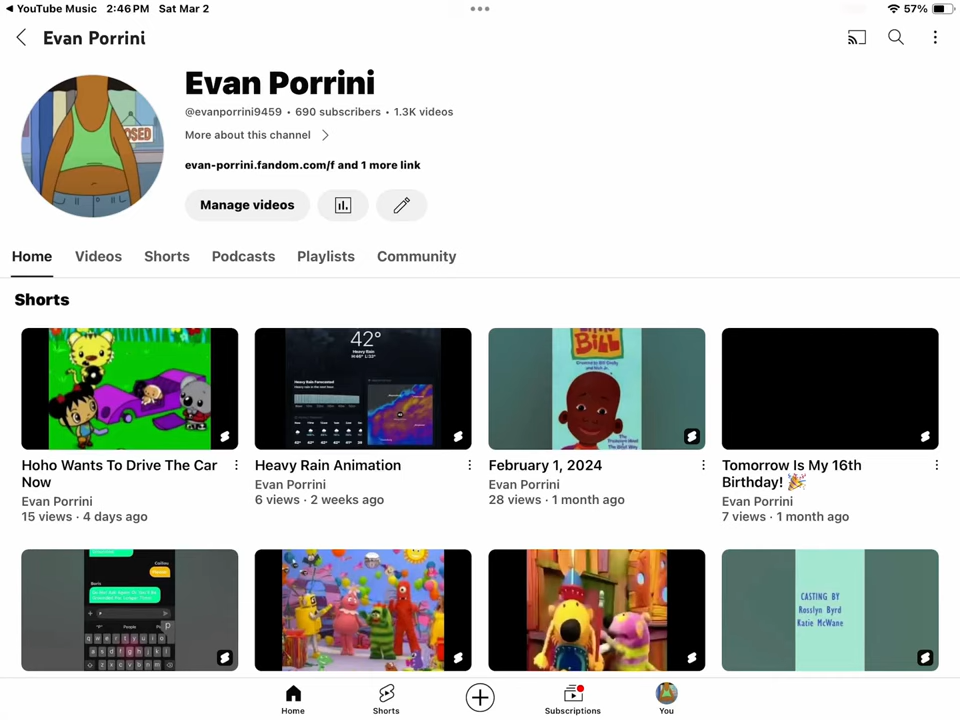 YouTube Music 2:46 PM Sat Mar 2 57%
Evan Porrini
Evan Porrini
@evanporrini9459 • 690 subscribers • 1.3K videos
More about this channel
evan-porrini.fandom.com/f and 1 more link
Manage videos
Home Videos Shorts Podcasts Playlists Community
Shorts
42°
Heavy Rain
Heavy Rain Forecasted
Bill
Hoho Wants To Drive The Car Now
Evan Porrini
15 views · 4 days ago
Heavy Rain Animation
Evan Porrini
6 views · 2 weeks ago
February 1, 2024
Evan Porrini
28 views · 1 month ago
Tomorrow Is My 16th Birthday! 🎉
Evan Porrini
7 views · 1 month ago
Boris
q w e r t y u i o
P
a s d f g h j k l
z x c v b n m
CASTING BY
Rosslyn Byrd
Katie McWane
Home Shorts Subscriptions You